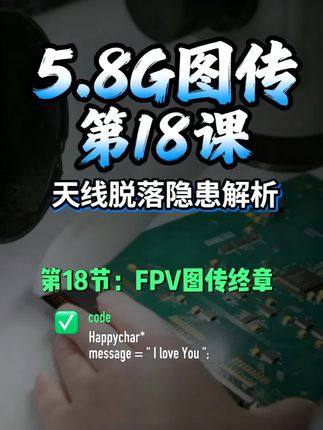 5.8G图传
第18课
天线脱落隐患解析
第18节：FPV图传终章
code
Happychar*
message = " I love You ";